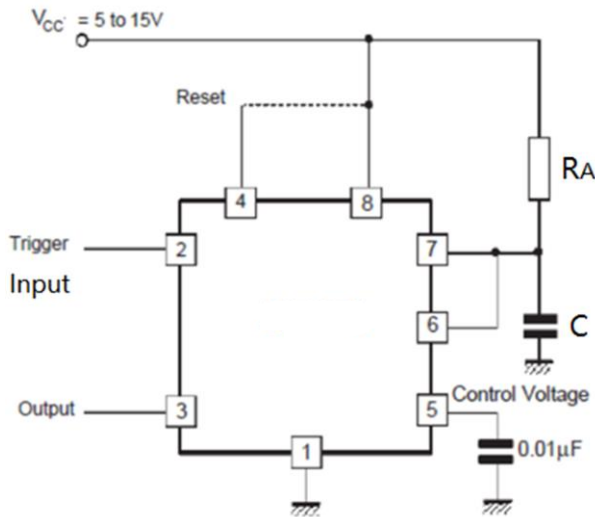 VCC = 5 to 15V
Reset
RA
4
8
Trigger
2
7
Input
6
C
Control Voltage
Output
3
5
1
0.01µF